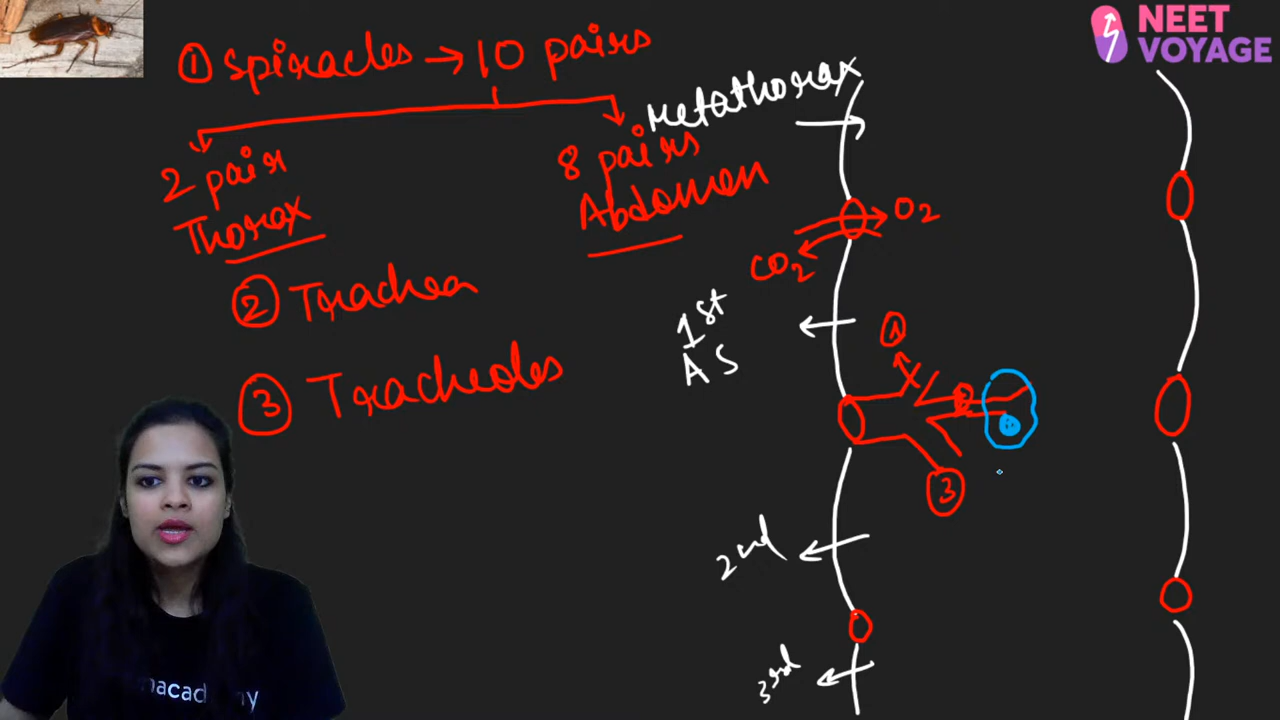 NEET
VOYAGE
① Spiracles → 10 pairs
2 pair
Thorax
8 pairs
Abdomen
② Trachea
③ Tracheoles
Metathorax
O2
CO2
1st
AS
1
2
3
2nd
3rd
macademy